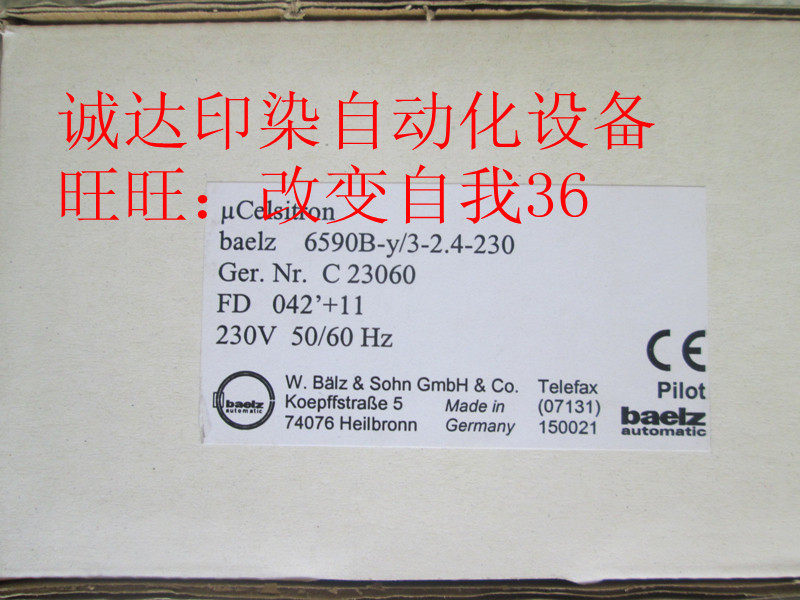 诚达印染自动化设备
旺旺：改变自我36
µCelsitron
baelz 6590B-y/3-2.4-230
Ger. Nr. C 23060
FD 042’+11
230V 50/60 Hz
CE
baelz
automatic
W. Bälz & Sohn GmbH & Co.
Koepffstraße 5
74076 Heilbronn
Made in
Germany
Telefax
(07131)
150021
Pilot
baelz
automatic